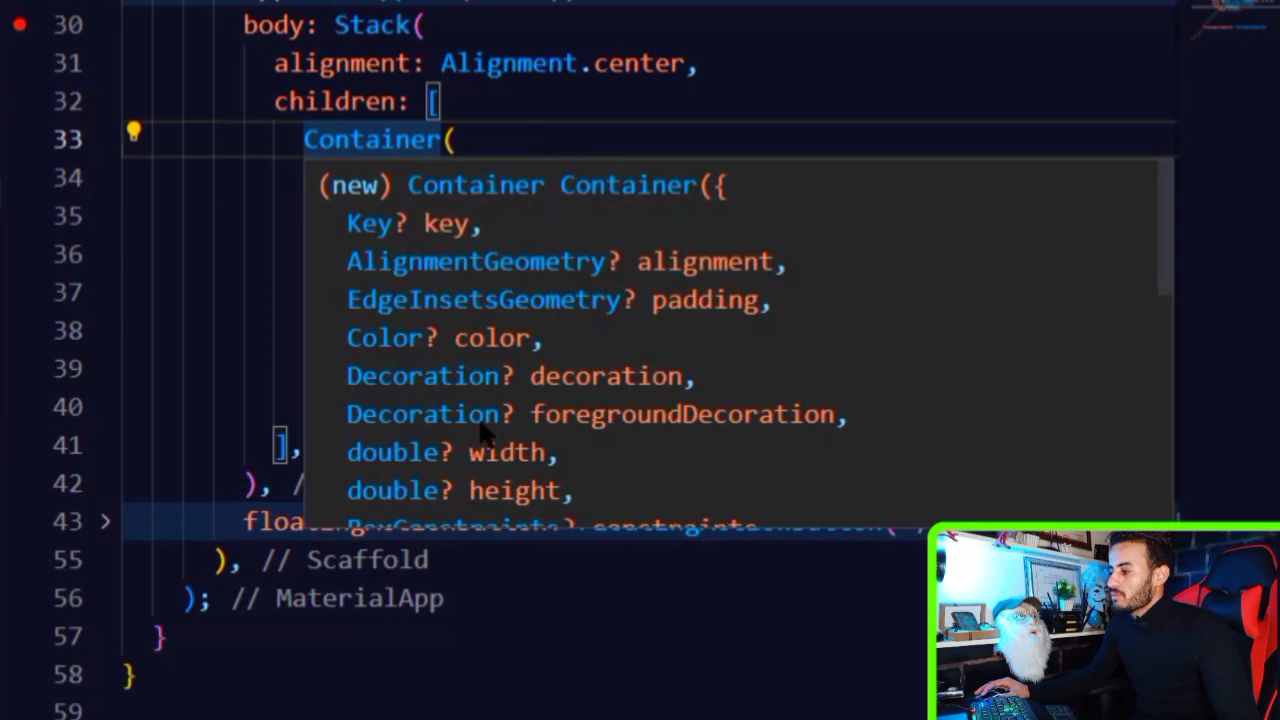 30 body: Stack(
31 alignment: Alignment.center,
32 children: [
33 Container(
34 (new) Container Container({
35 Key? key,
36 AlignmentGeometry? alignment,
37 EdgeInsetsGeometry? padding,
38 Color? color,
39 Decoration? decoration,
40 Decoration? foregroundDecoration,
41 ], double? width,
42 ), / double? height,
43 floa
55 ), // Scaffold
56 ); // MaterialApp
57 }
58 }
59